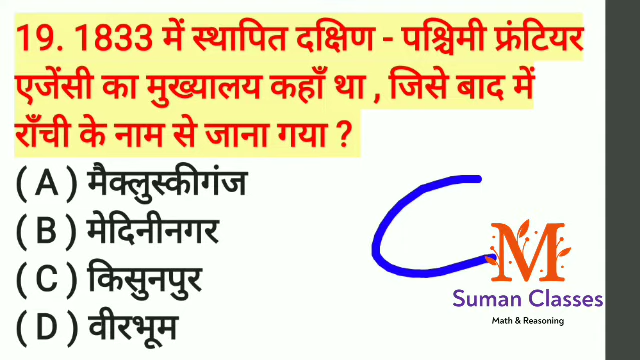 19. 1833 में स्थापित दक्षिण - पश्चिमी फ्रंटियर
एजेंसी का मुख्यालय कहाँ था , जिसे बाद में
राँची के नाम से जाना गया ?
( A ) मैक्लुस्कीगंज
( B ) मेदिनीनगर
( C ) किसुनपुर
( D ) वीरभूम
C
M
Suman Classes
Math & Reasoning